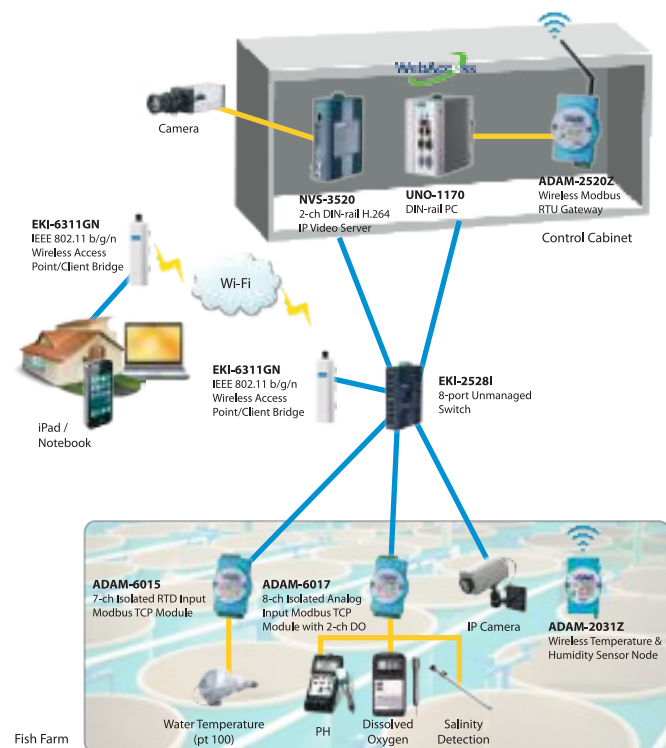 WebAccess
Camera
NVS-3520
2-ch DIN-rail H.264
IP Video Server
UNO-1170
DIN-rail PC
ADAM-2520Z
Wireless Modbus
RTU Gateway
Control Cabinet
EKI-6311GN
IEEE 802.11 b/g/n
Wireless Access
Point/Client Bridge
Wi-Fi
EKI-6311GN
IEEE 802.11 b/g/n
Wireless Access
Point/Client Bridge
EKI-2528I
8-port Unmanaged
Switch
iPad /
Notebook
ADAM-6015
7-ch Isolated RTD Input
Modbus TCP Module
ADAM-6017
8-ch Isolated Analog
Input Modbus TCP
Module with 2-ch DO
IP Camera
ADAM-2031Z
Wireless Temperature &
Humidity Sensor Node
Water Temperature
(pt 100)
PH
Dissolved
Oxygen
Salinity
Detection
Fish Farm